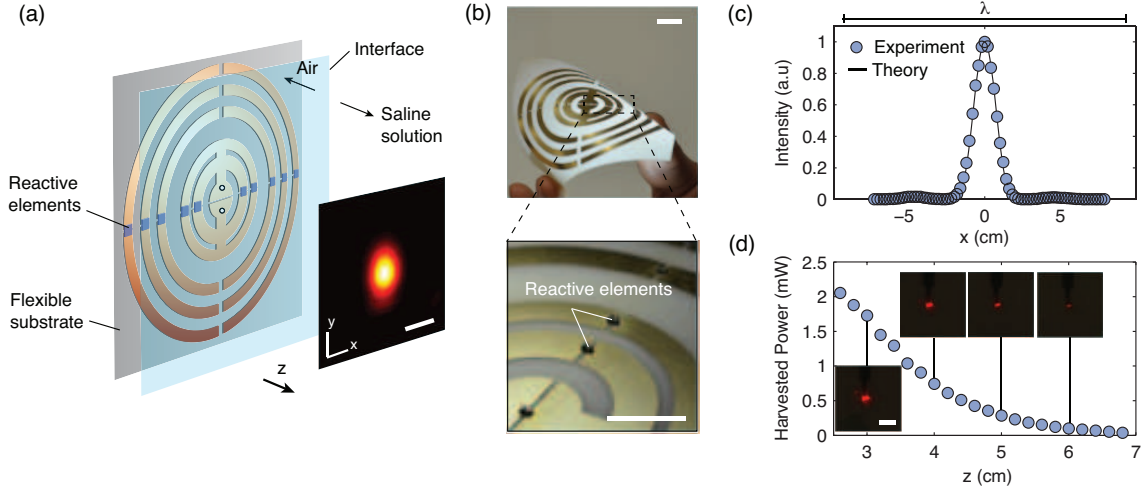 (a)
Interface
Air
Saline
solution
Reactive
elements
Flexible
substrate
y
x
z
(b)
Reactive elements
(c)
λ
1
0.8
0.6
0.4
0.2
0
Intensity (a.u)
Experiment
Theory
−5
0
5
x (cm)
(d)
2.5
2
1.5
1
0.5
0
Harvested Power (mW)
3
4
5
6
7
z (cm)